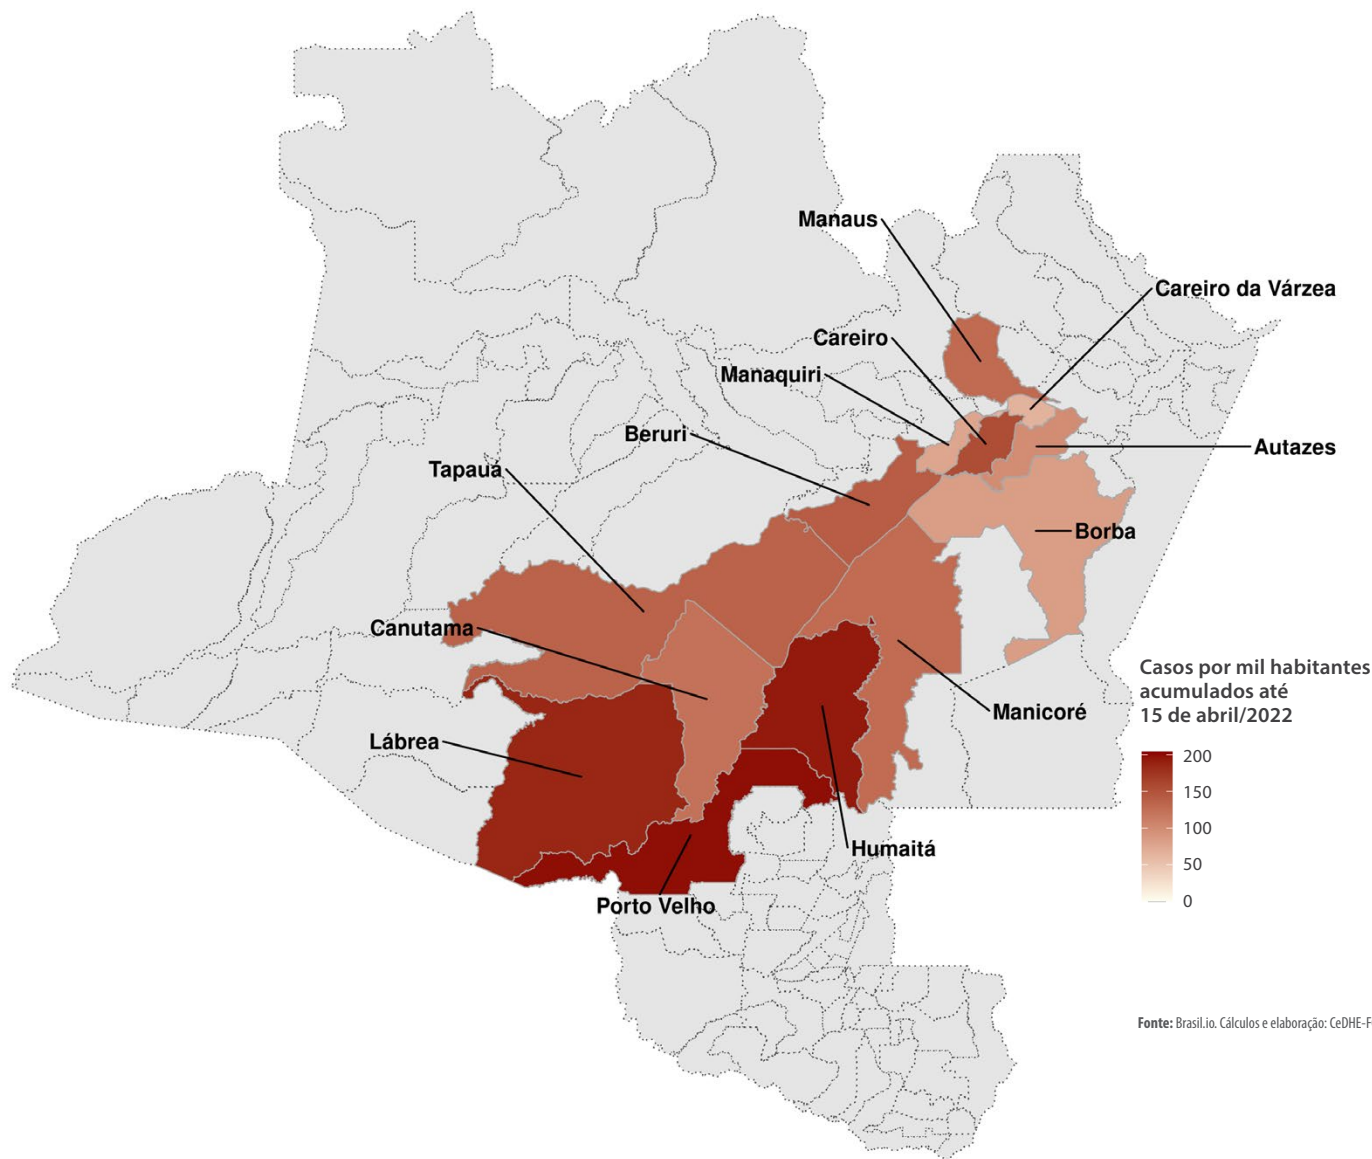 Manaus
Careiro da Várzea
Careiro
Manaquiri
Beruri
Autazes
Tapauá
Borba
Canutama
Casos por mil habitantes
acumulados até
15 de abril/2022
Manicoré
Lábrea
200
150
100
50
0
Humaitá
Porto Velho
Fonte: Brasil.io. Cálculos e elaboração: CeDHE-F